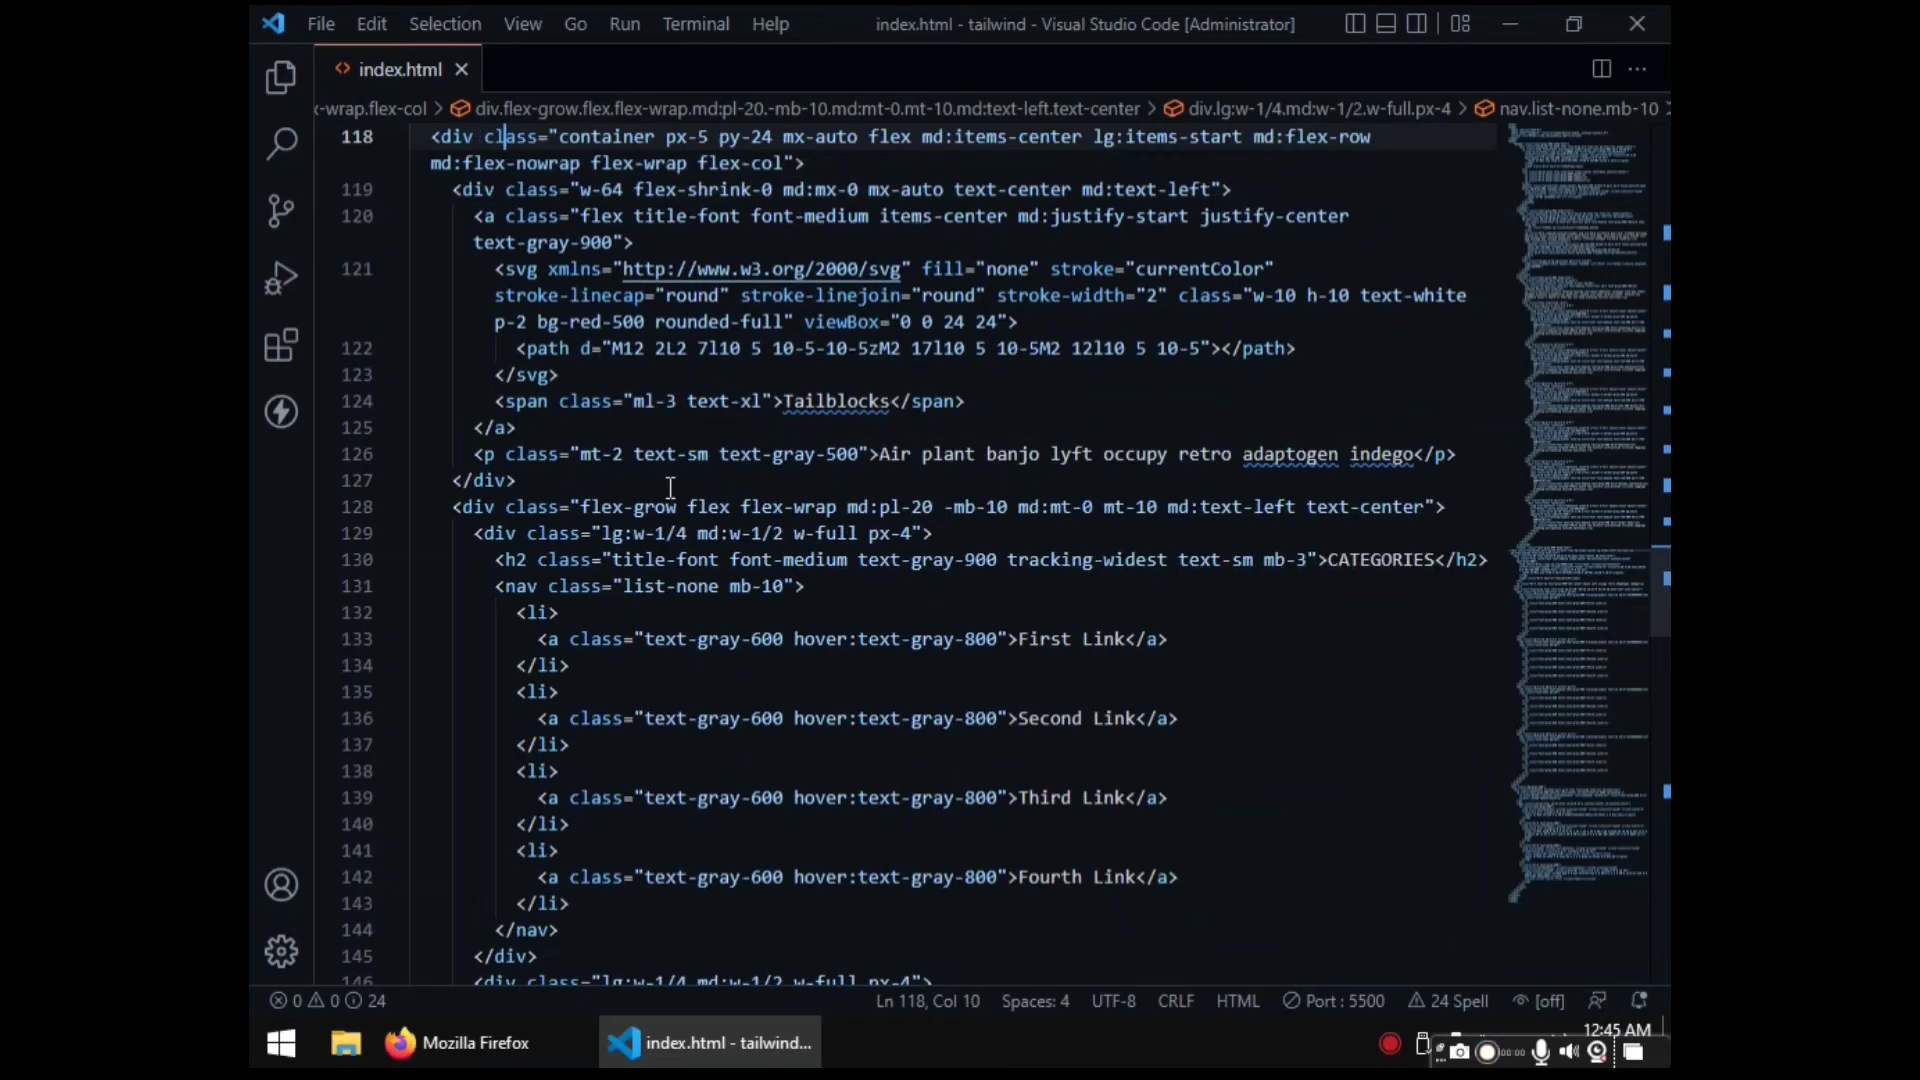 File Edit Selection View Go Run Terminal Help index.html - tailwind - Visual Studio Code [Administrator]
index.html
x-wrap.flex-col > div.flex-grow.flex.flex-wrap.md:pl-20.-mb-10.md:mt-0.mt-10.md:text-left.text-center > div.lg:w-1/4.md:w-1/2.w-full.px-4 > nav.list-none.mb-10 >
118 <div class="container px-5 py-24 mx-auto flex md:items-center lg:items-start md:flex-row
md:flex-nowrap flex-wrap flex-col">
119 <div class="w-64 flex-shrink-0 md:mx-0 mx-auto text-center md:text-left">
120 <a class="flex title-font font-medium items-center md:justify-start justify-center
text-gray-900">
121 <svg xmlns="http://www.w3.org/2000/svg" fill="none" stroke="currentColor"
stroke-linecap="round" stroke-linejoin="round" stroke-width="2" class="w-10 h-10 text-white
p-2 bg-red-500 rounded-full" viewBox="0 0 24 24">
122 <path d="M12 2L2 7l10 5 10-5-10-5zM2 17l10 5 10-5M2 12l10 5 10-5"></path>
123 </svg>
124 <span class="ml-3 text-xl">Tailblocks</span>
125 </a>
126 <p class="mt-2 text-sm text-gray-500">Air plant banjo lyft occupy retro adaptogen indego</p>
127 </div>
128 <div class="flex-grow flex flex-wrap md:pl-20 -mb-10 md:mt-0 mt-10 md:text-left text-center">
129 <div class="lg:w-1/4 md:w-1/2 w-full px-4">
130 <h2 class="title-font font-medium text-gray-900 tracking-widest text-sm mb-3">CATEGORIES</h2>
131 <nav class="list-none mb-10">
132 <li>
133 <a class="text-gray-600 hover:text-gray-800">First Link</a>
134 </li>
135 <li>
136 <a class="text-gray-600 hover:text-gray-800">Second Link</a>
137 </li>
138 <li>
139 <a class="text-gray-600 hover:text-gray-800">Third Link</a>
140 </li>
141 <li>
142 <a class="text-gray-600 hover:text-gray-800">Fourth Link</a>
143 </li>
144 </nav>
145 </div>
146 <div class="lg:w-1/4 md:w-1/2 w-full px-4">
0 0 24 Ln 118, Col 10 Spaces: 4 UTF-8 CRLF HTML Port : 5500 24 Spell [off]
Mozilla Firefox index.html - tailwind... 12:45 AM
00:00